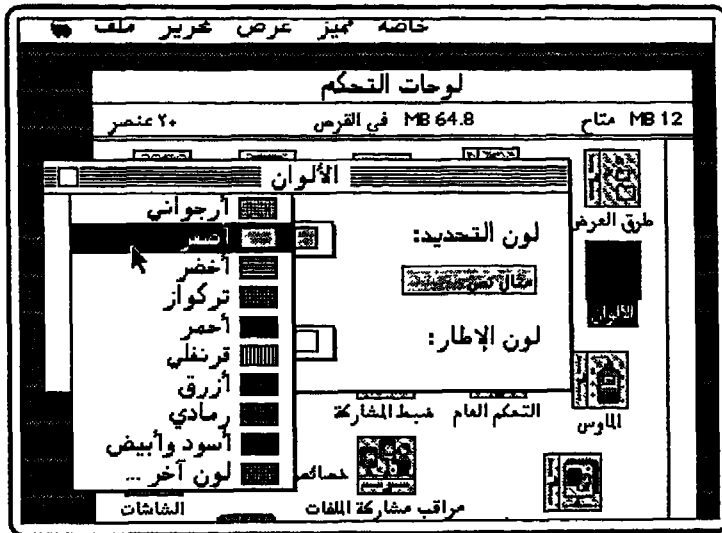 ملف تحرير عرض تمييز خاصة
لوحات التحكم
MB 12 متاح MB 64.8 في القرص ٢٠ عنصر
الألوان
طرق العرض
لون التحديد:
أرجواني
أخضر
تركواز
أحمر
قرنفلي
أزرق
رمادي
أسود وأبيض
لون آخر ...
لون الإطار:
الألوان
الماوس
التحكم العام
ضبط المشاركة
خصائص
مراقب مشاركة الملفات
الشاشات